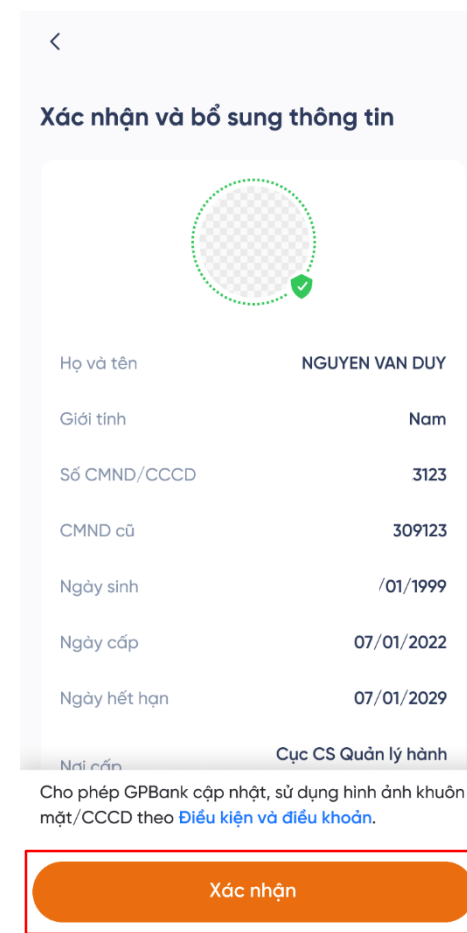 Xác nhận và bổ sung thông tin
Họ và tên NGUYEN VAN DUY
Giới tính Nam
Số CMND/CCCD 3123
CMND cũ 309123
Ngày sinh /01/1999
Ngày cấp 07/01/2022
Ngày hết hạn 07/01/2029
Nơi cấp Cục CS Quản lý hành
Cho phép GPBank cập nhật, sử dụng hình ảnh khuôn
mặt/CCCD theo Điều kiện và điều khoản.
Xác nhận